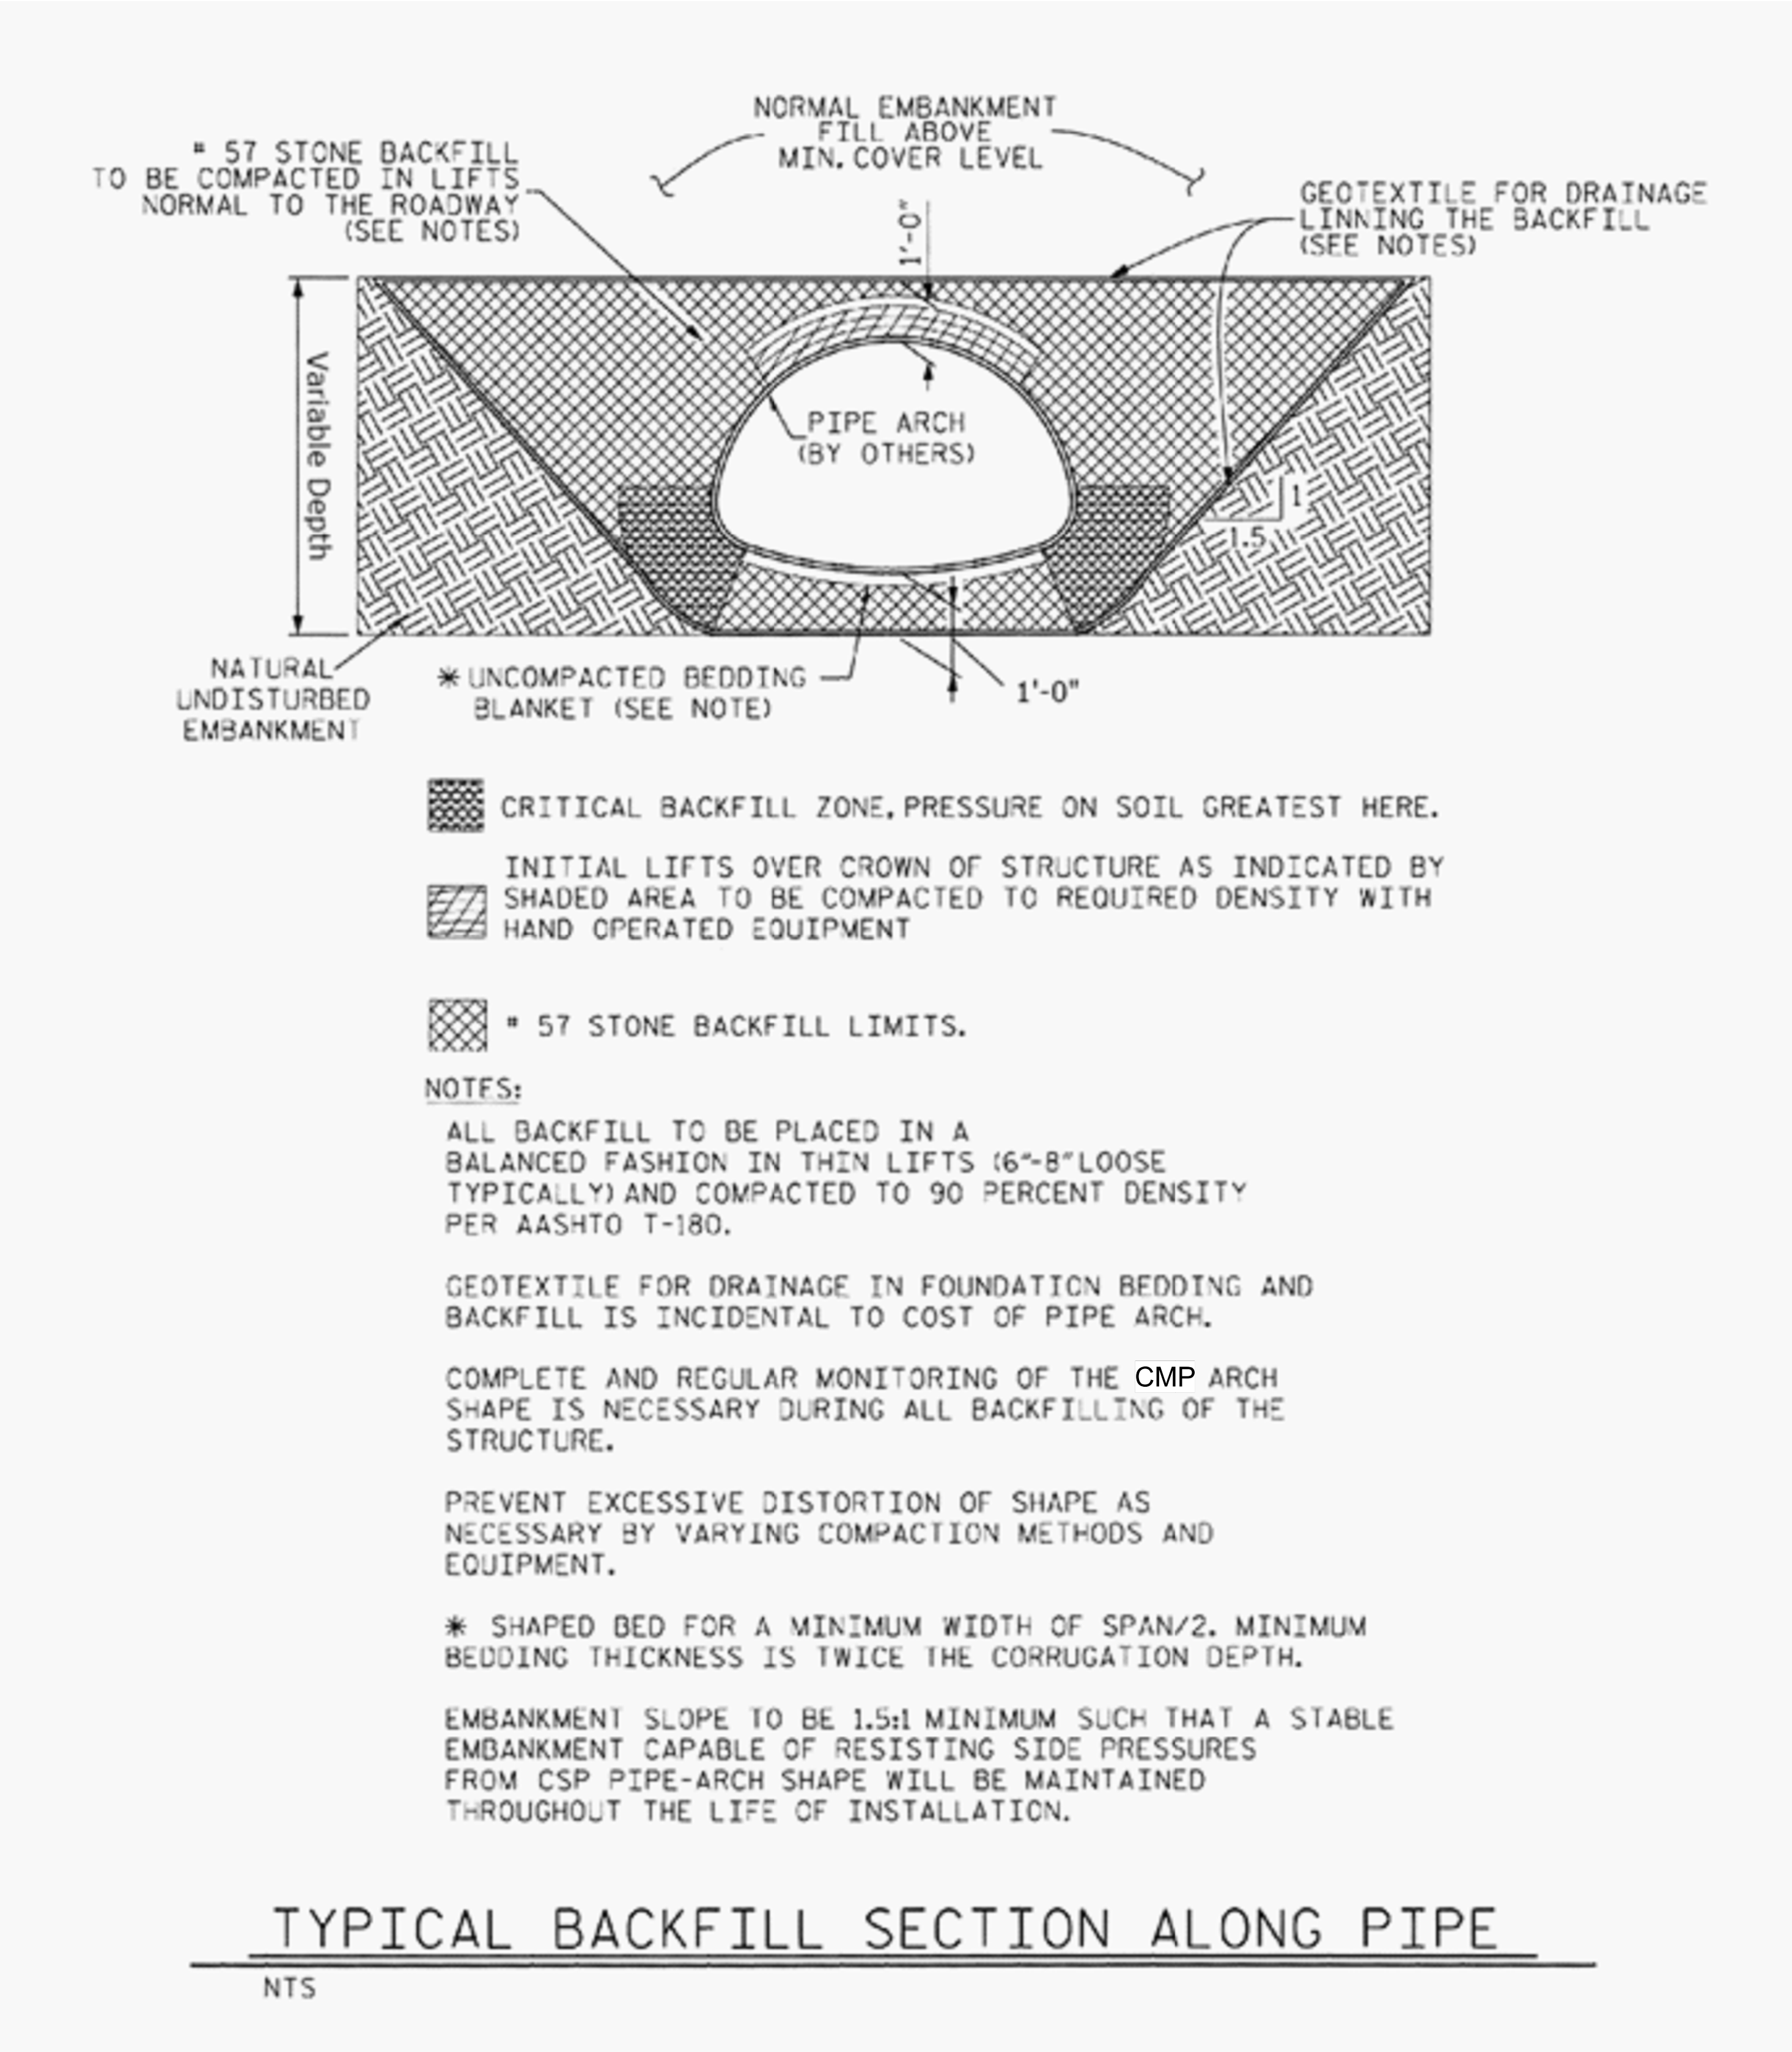 NORMAL EMBANKMENT
FILL ABOVE
MIN. COVER LEVEL
# 57 STONE BACKFILL
TO BE COMPACTED IN LIFTS
NORMAL TO THE ROADWAY
(SEE NOTES)
GEOTEXTILE FOR DRAINAGE
LINNING THE BACKFILL
(SEE NOTES)
1'-0"
Variable Depth
PIPE ARCH
(BY OTHERS)
1
1.5
NATURAL
UNDISTURBED
EMBANKMENT
* UNCOMPACTED BEDDING
BLANKET (SEE NOTE)
1'-0"
CRITICAL BACKFILL ZONE, PRESSURE ON SOIL GREATEST HERE.
INITIAL LIFTS OVER CROWN OF STRUCTURE AS INDICATED BY
SHADED AREA TO BE COMPACTED TO REQUIRED DENSITY WITH
HAND OPERATED EQUIPMENT
# 57 STONE BACKFILL LIMITS.
NOTES:
ALL BACKFILL TO BE PLACED IN A
BALANCED FASHION IN THIN LIFTS (6"-8" LOOSE
TYPICALLY) AND COMPACTED TO 90 PERCENT DENSITY
PER AASHTO T-180.
GEOTEXTILE FOR DRAINAGE IN FOUNDATION BEDDING AND
BACKFILL IS INCIDENTAL TO COST OF PIPE ARCH.
COMPLETE AND REGULAR MONITORING OF THE CMP ARCH
SHAPE IS NECESSARY DURING ALL BACKFILLING OF THE
STRUCTURE.
PREVENT EXCESSIVE DISTORTION OF SHAPE AS
NECESSARY BY VARYING COMPACTION METHODS AND
EQUIPMENT.
* SHAPED BED FOR A MINIMUM WIDTH OF SPAN/2. MINIMUM
BEDDING THICKNESS IS TWICE THE CORRUGATION DEPTH.
EMBANKMENT SLOPE TO BE 1.5:1 MINIMUM SUCH THAT A STABLE
EMBANKMENT CAPABLE OF RESISTING SIDE PRESSURES
FROM CSP PIPE-ARCH SHAPE WILL BE MAINTAINED
THROUGHOUT THE LIFE OF INSTALLATION.
TYPICAL BACKFILL SECTION ALONG PIPE
NTS